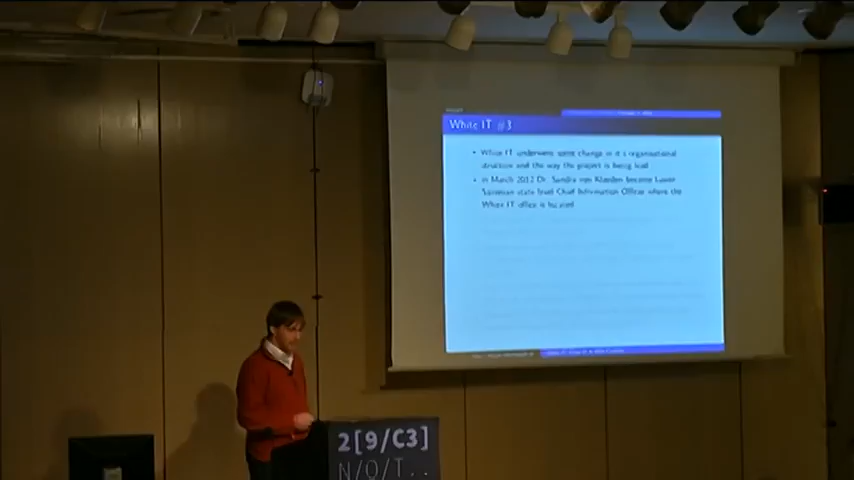 White IT #3
• White IT underwent some change in it's organisational
structure and the way the project is being lead
• in March 2012 Dr. Sandra von Klaeden became Lower
Saxonian state level Chief Information Officer where the
White IT office is located
2[9/C3]
N/O/T..